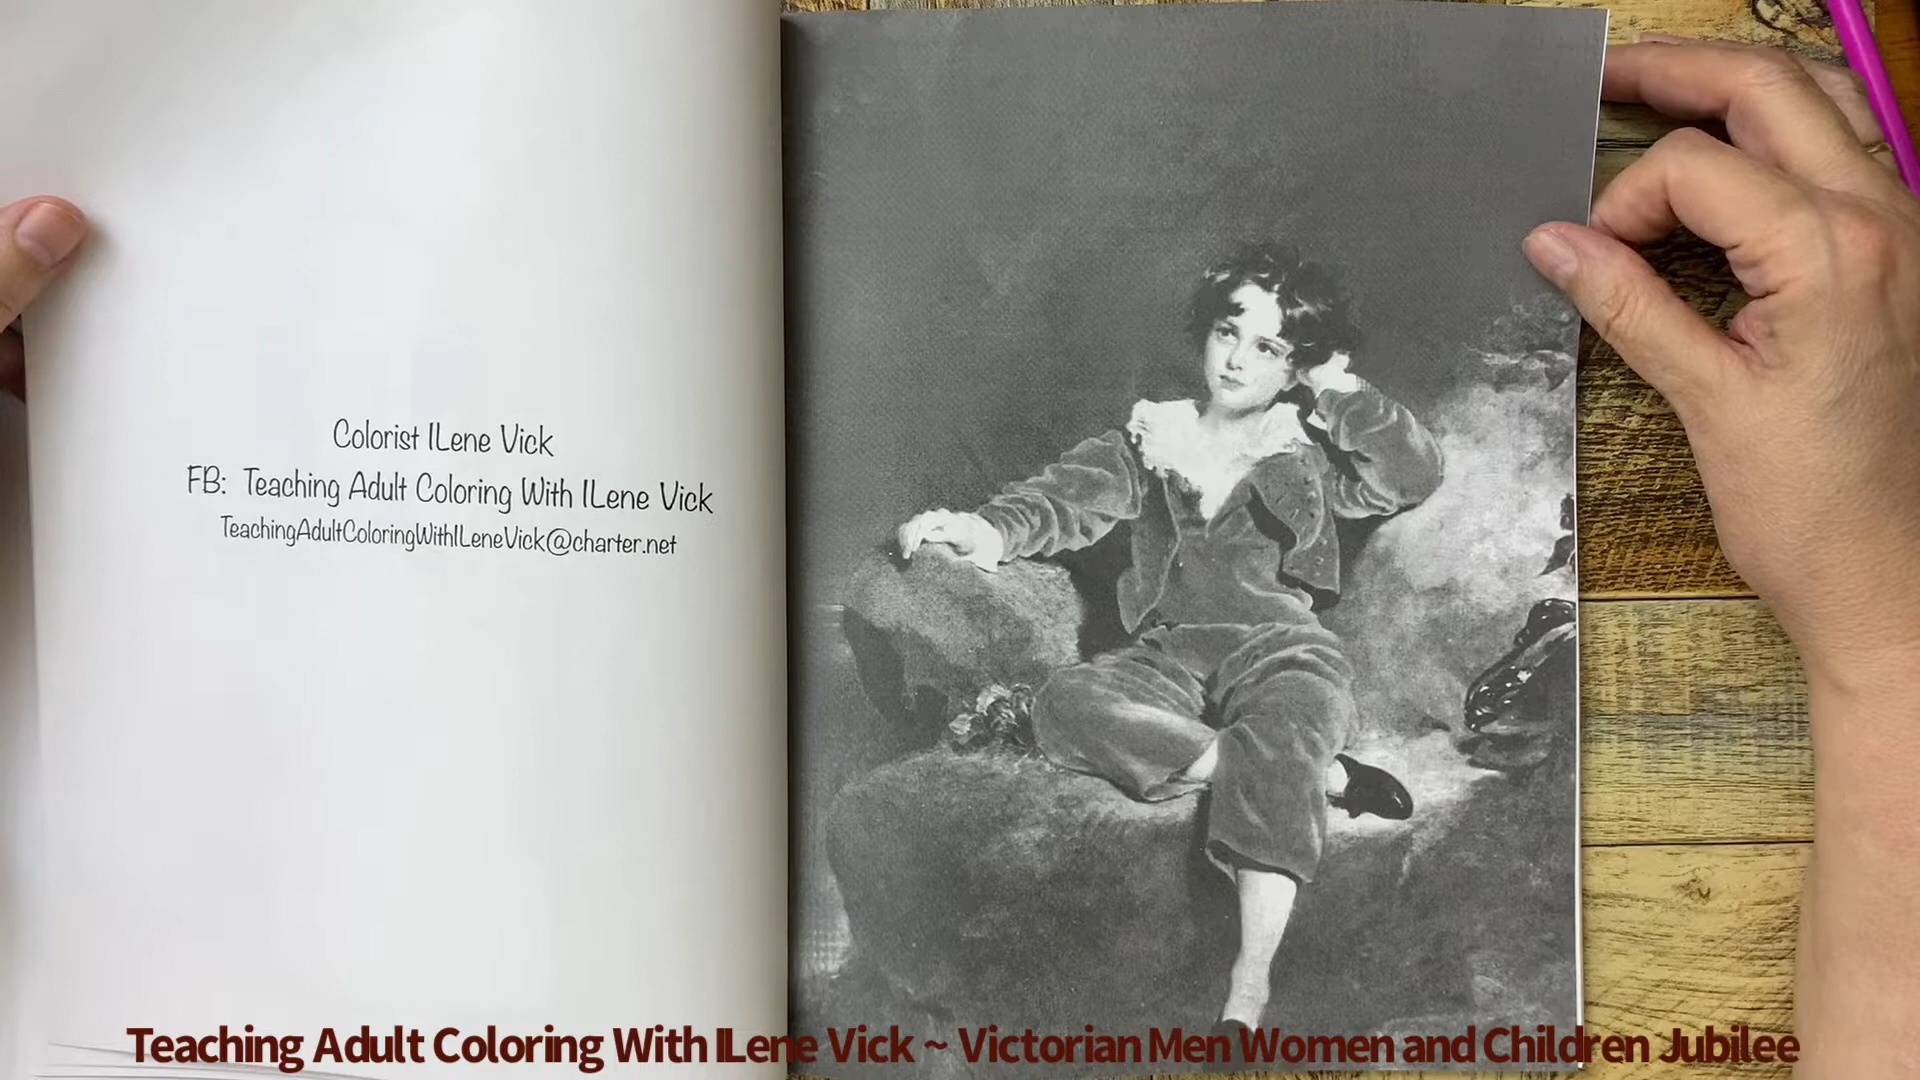 Colorist ILene Vick
FB: Teaching Adult Coloring With ILene Vick
TeachingAdultColoringWithILeneVick@charter.net
Teaching Adult Coloring With ILene Vick ~ Victorian Men Women and Children Jubilee